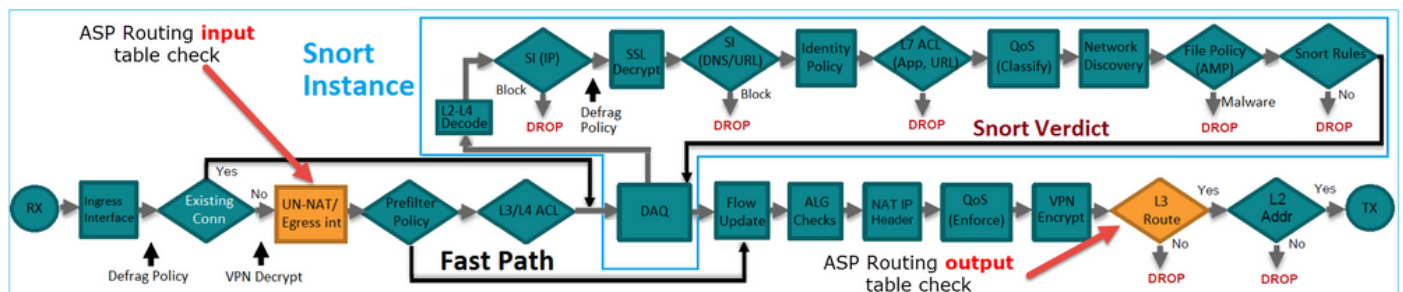 ASP Routing input
table check
Snort
Instance
SI (IP)
Block
DROP
SSL
Decrypt
Defrag
Policy
SI
(DNS/URL)
Block
DROP
Identity
Policy
L7 ACL
(App, URL)
DROP
QoS
(Classify)
Network
Discovery
File Policy
(AMP)
Malware
DROP
Snort Rules
No
DROP
L2-L4
Decode
Snort Verdict
RX
Ingress
Interface
Existing
Conn
Yes
No
UN-NAT/
Egress int
Prefilter
Policy
L3/L4 ACL
DAQ
Flow
Update
ALG
Checks
NAT IP
Header
QoS
(Enforce)
VPN
Encrypt
L3
Route
Yes
No
DROP
L2
Addr
Yes
No
DROP
TX
Defrag Policy
VPN Decrypt
Fast Path
ASP Routing output
table check